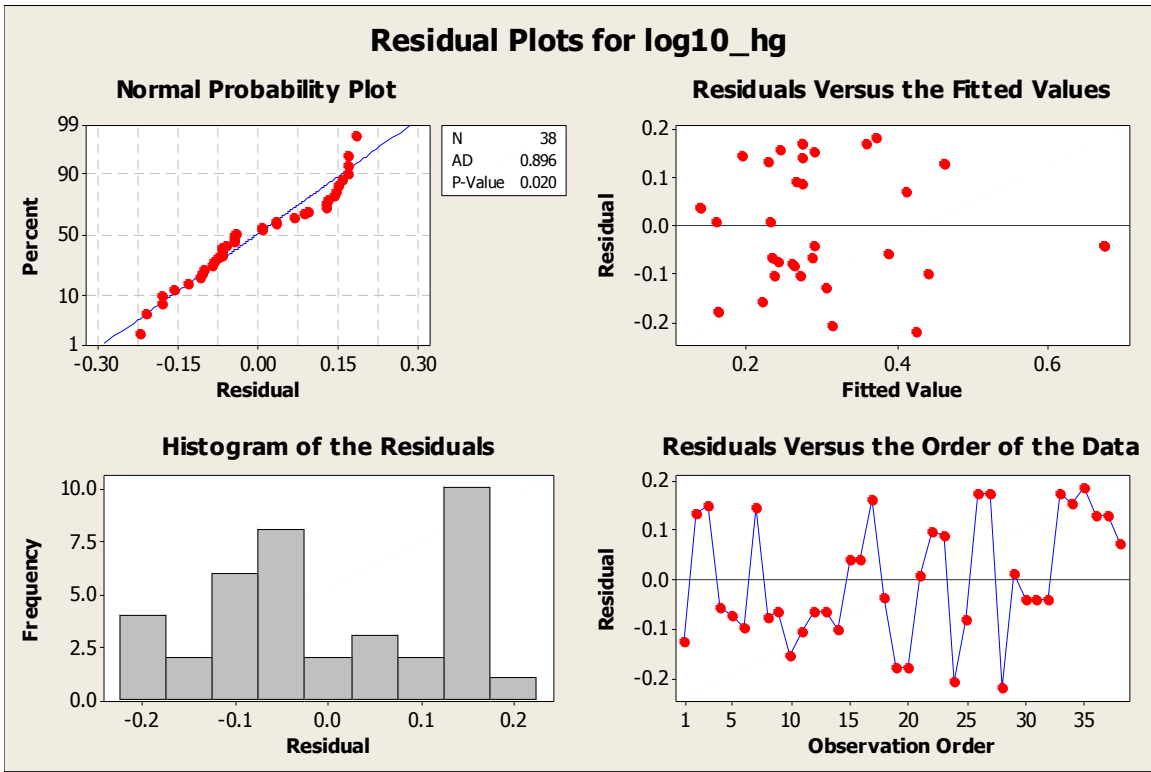 Residual Plots for log10_hg
Normal Probability Plot
99
90
50
10
1
Percent
-0.30
-0.15
0.00
0.15
0.30
Residual
N 38
AD 0.896
P-Value 0.020
Residuals Versus the Fitted Values
0.2
0.1
0.0
-0.1
-0.2
Residual
0.2
0.4
0.6
Fitted Value
Histogram of the Residuals
10.0
7.5
5.0
2.5
0.0
Frequency
-0.2
-0.1
0.0
0.1
0.2
Residual
Residuals Versus the Order of the Data
0.2
0.1
0.0
-0.1
-0.2
Residual
1
5
10
15
20
25
30
35
Observation Order